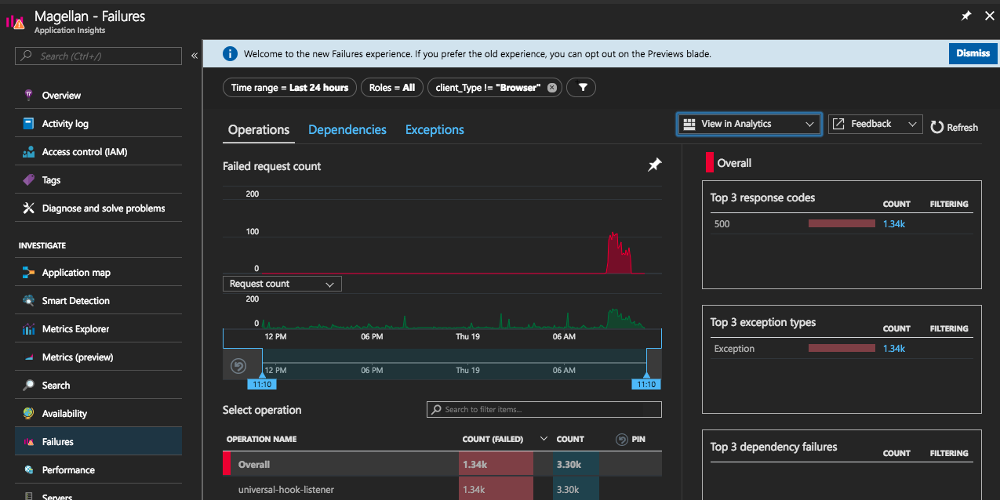 Magellan - Failures
Application Insights
Search (Ctrl+/)
«
Overview
Activity log
Access control (IAM)
Tags
Diagnose and solve problems
INVESTIGATE
Application map
Smart Detection
Metrics Explorer
Metrics (preview)
Search
Availability
Failures
Performance
Servers
Welcome to the new Failures experience. If you prefer the old experience, you can opt out on the Previews blade.
Dismiss
Time range = Last 24 hours
Roles = All
client_Type != "Browser"
Operations
Dependencies
Exceptions
View in Analytics
Feedback
Refresh
Failed request count
200
100
0
Request count
200
0
12 PM 06 PM Thu 19 06 AM
12 PM 06 PM Thu 19 06 AM
11:10 11:10
Select operation
Search to filter items...
OPERATION NAME COUNT (FAILED) COUNT PIN
Overall 1.34k 3.30k
universal-hook-listener 1.34k 3.30k
Overall
Top 3 response codes
COUNT FILTERING
500 1.34k
Top 3 exception types
COUNT FILTERING
Exception 1.34k
Top 3 dependency failures
COUNT FILTERING